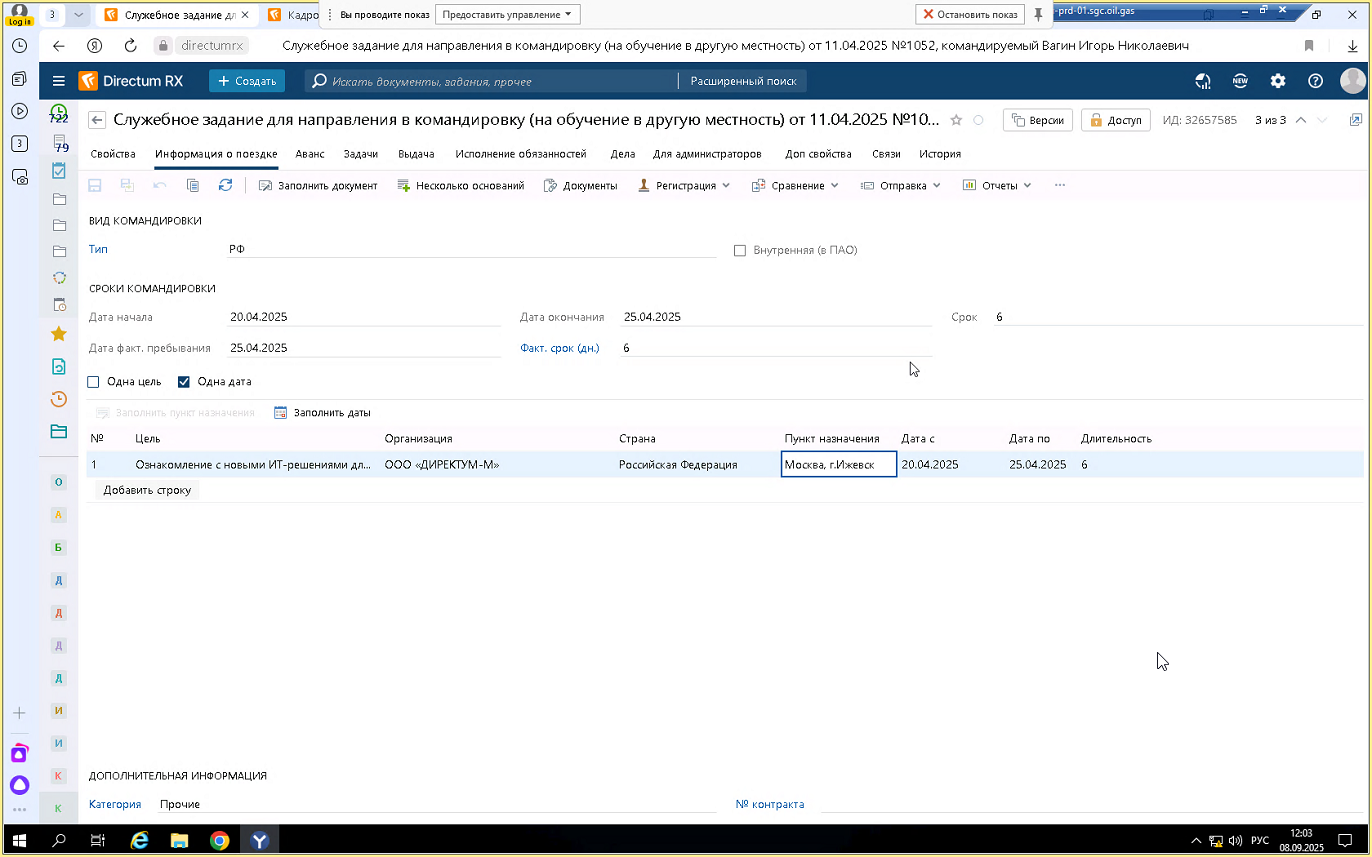 Log in
3
Служебное задание дл
Кадро
Вы проводите показ
Предоставить управление
Остановить показ
-prd-01.sgc.oil.gas
directumrx
Служебное задание для направления в командировку (на обучение в другую местность) от 11.04.2025 №1052, командируемый Вагин Игорь Николаевич
Directum RX
Создать
Искать документы, задания, прочее
Расширенный поиск
NEW
722
79
3
Служебное задание для направления в командировку (на обучение в другую местность) от 11.04.2025 №10...
Версии
Доступ
ИД: 32657585
3 из 3
Свойства
Информация о поездке
Аванс
Задачи
Выдача
Исполнение обязанностей
Дела
Для администраторов
Доп свойства
Связи
История
Заполнить документ
Несколько оснований
Документы
Регистрация
Сравнение
Отправка
Отчеты
ВИД КОМАНДИРОВКИ
Тип
РФ
Внутренняя (в ПАО)
СРОКИ КОМАНДИРОВКИ
Дата начала
20.04.2025
Дата окончания
25.04.2025
Срок
6
Дата факт. пребывания
25.04.2025
Факт. срок (дн.)
6
Одна цель
Одна дата
Заполнить пункт назначения
Заполнить даты
№
Цель
Организация
Страна
Пункт назначения
Дата с
Дата по
Длительность
1
Ознакомление с новыми ИТ-решениями дл...
ООО «ДИРЕКТУМ-М»
Российская Федерация
Москва, г.Ижевск
20.04.2025
25.04.2025
6
Добавить строку
О
А
Б
Д
Д
Д
Д
И
И
К
К
ДОПОЛНИТЕЛЬНАЯ ИНФОРМАЦИЯ
Категория
Прочие
№ контракта
РУС
12:03
08.09.2025